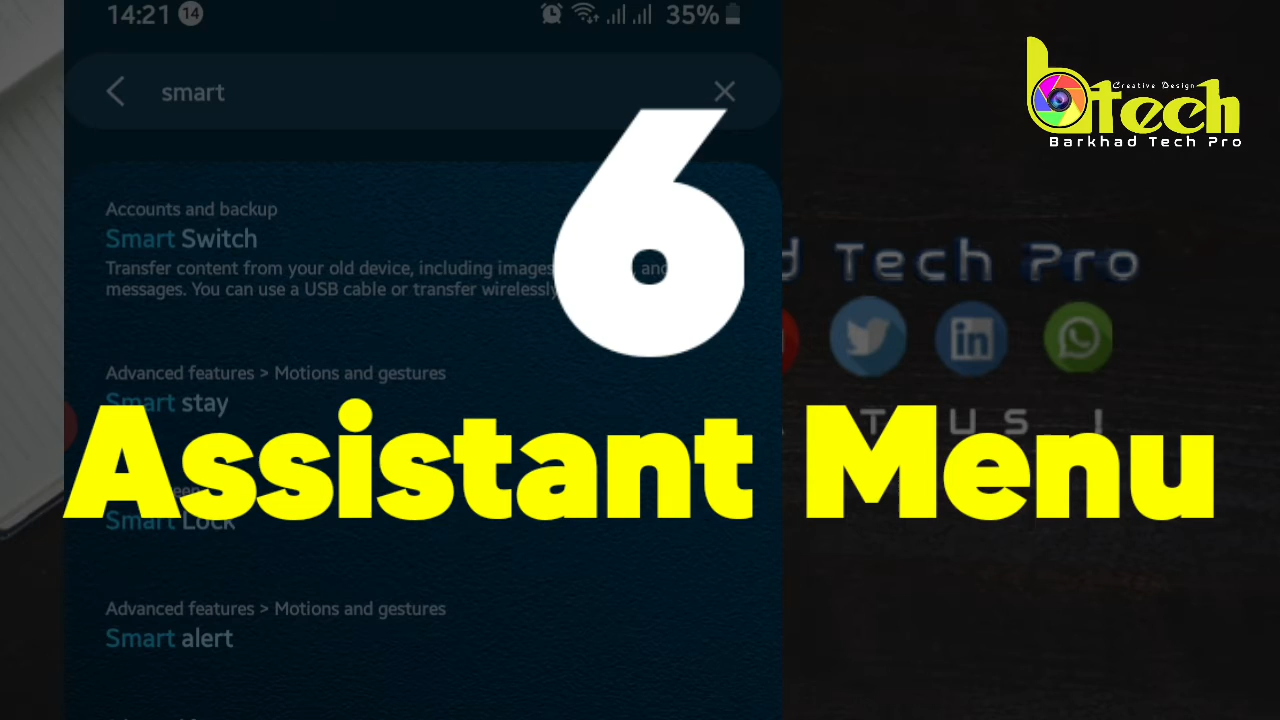 14:21 14
35%
smart
Creative Design
btech
Barkhad Tech Pro
6
Accounts and backup
Smart Switch
Transfer content from your old device, including images
messages. You can use a USB cable or transfer wirelessly
d Tech Pro
in
Advanced features > Motions and gestures
Smart stay
T US
Assistant Menu
Smart Lock
Advanced features > Motions and gestures
Smart alert